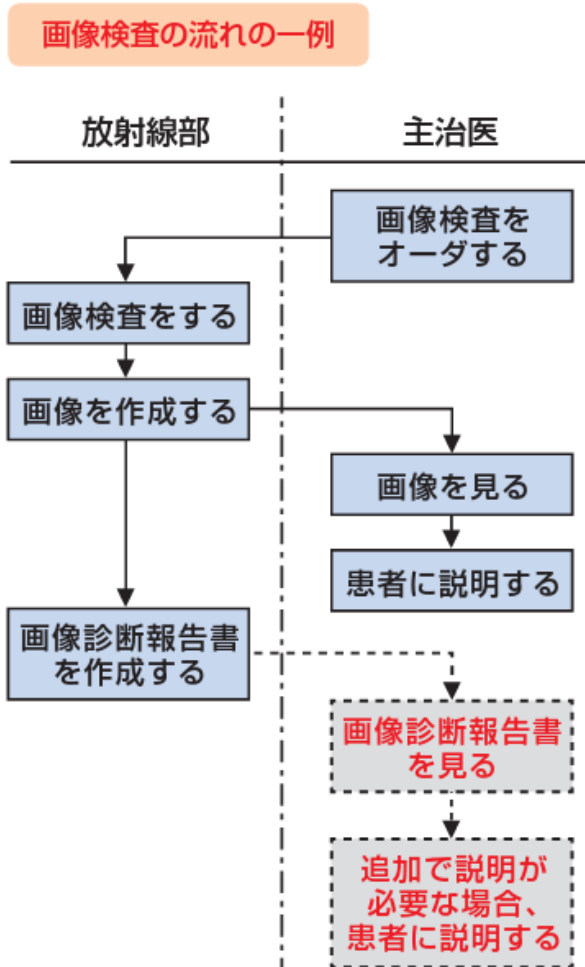 画像検査の流れの一例
放射線部
主治医
画像検査を
オーダする
画像検査をする
画像を作成する
画像を見る
患者に説明する
画像診断報告書
を作成する
画像診断報告書
を見る
追加で説明が
必要な場合、
患者に説明する